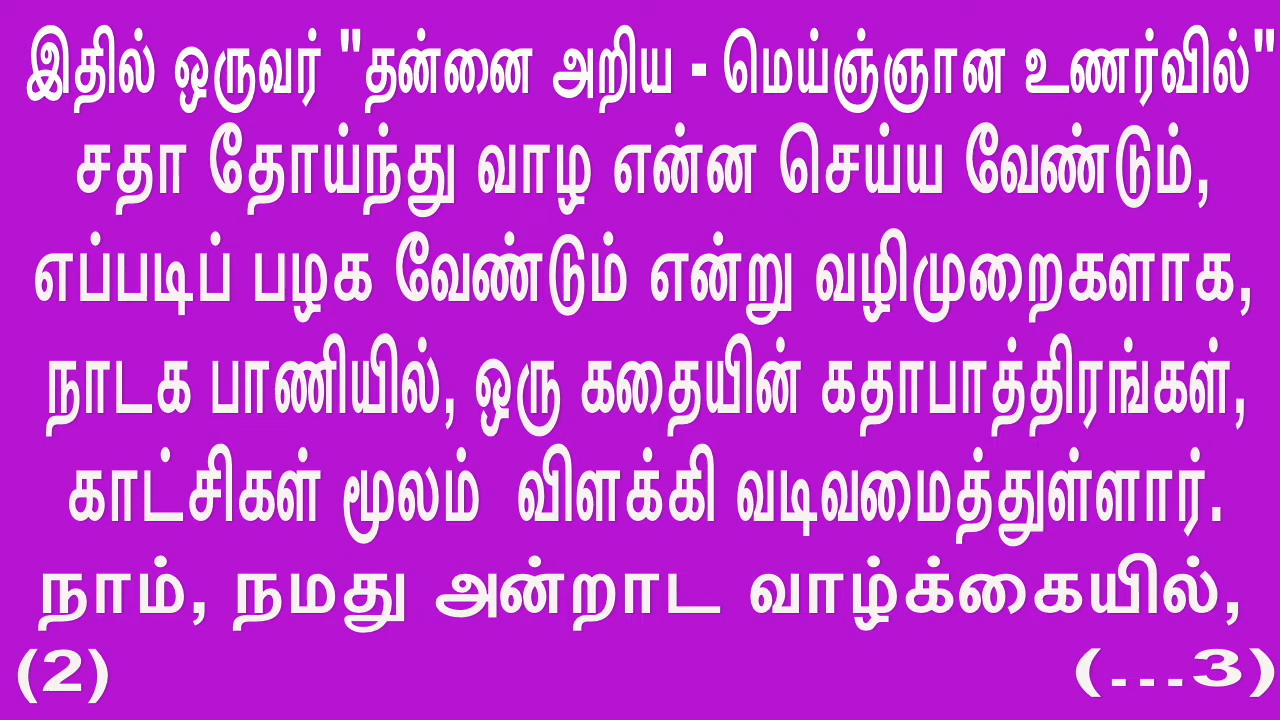 இதில் ஒருவர் "தன்னை அறிய - மெய்ஞ்ஞான உணர்வில்"
சதா தோய்ந்து வாழ என்ன செய்ய வேண்டும்,
எப்படிப் பழக வேண்டும் என்று வழிமுறைகளாக,
நாடக பாணியில், ஒரு கதையின் கதாபாத்திரங்கள்,
காட்சிகள் மூலம் விளக்கி வடிவமைத்துள்ளார்.
நாம், நமது அன்றாட வாழ்க்கையில்,
(2) (...3)